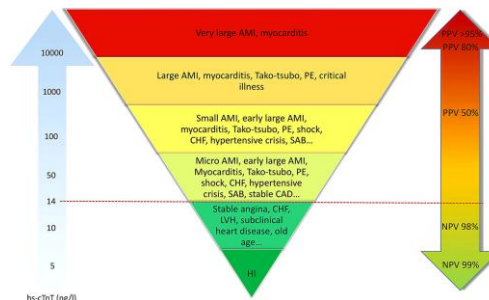 Very large AMI, myocarditis
PPV >95%
PPV 80%
10000
Large AMI, myocarditis, Tako-tsubo, PE, critical
illness
1000
Small AMI, early large AMI,
myocarditis, Tako-tsubo, PE, shock,
CHF, hypertensive crisis, SAB...
PPV 50%
100
Micro AMI, early large AMI,
Myocarditis, Tako-tsubo, PE,
shock, CHF, hypertensive
crisis, SAB, stable CAD...
50
14
Stable angina, CHF,
LVH, subclinical
heart disease, old
age...
10
NPV 98%
5
HI
NPV 99%
hs-cTnT (ng/l)